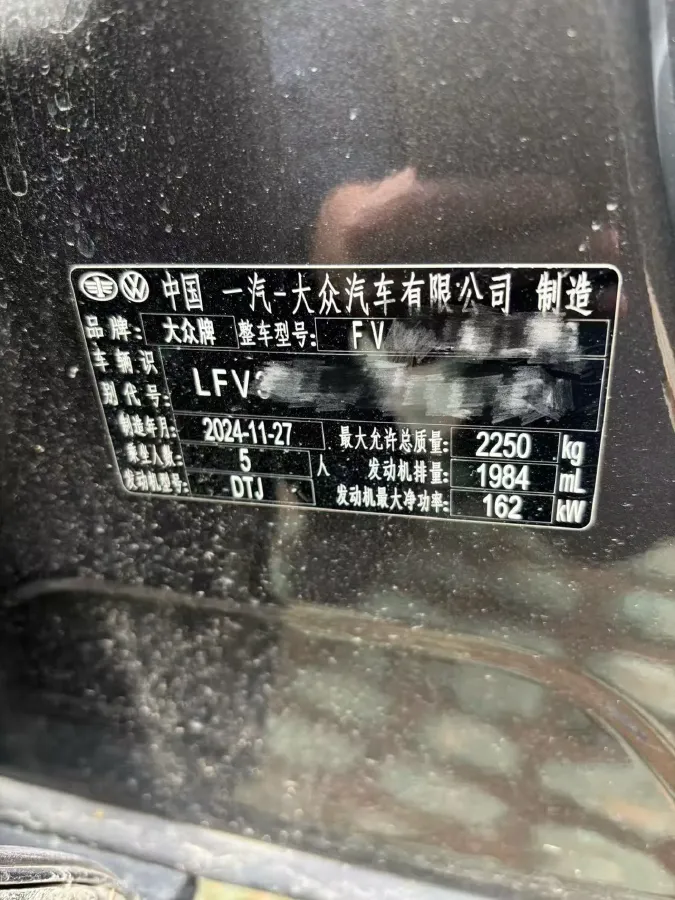 中国 一汽-大众汽车有限公司 制造
品牌: 大众牌 整车型号: FV
车辆识别代号: LFV3
制造年月: 2024-11-27 最大允许总质量: 2250 kg
乘坐人数: 5 人 发动机排量: 1984 mL
发动机型号: DTJ 发动机最大净功率: 162 kW